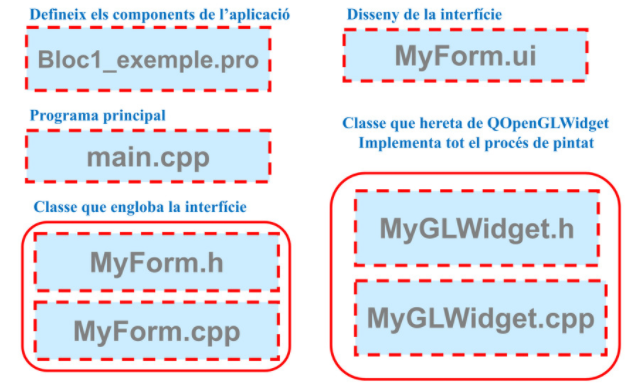 Defineix els components de l’aplicació
Bloc1_exemple.pro
Programa principal
main.cpp
Classe que engloba la interfície
MyForm.h
MyForm.cpp
Disseny de la interfície
MyForm.ui
Classe que hereta de QOpenGLWidget
Implementa tot el procés de pintat
MyGLWidget.h
MyGLWidget.cpp